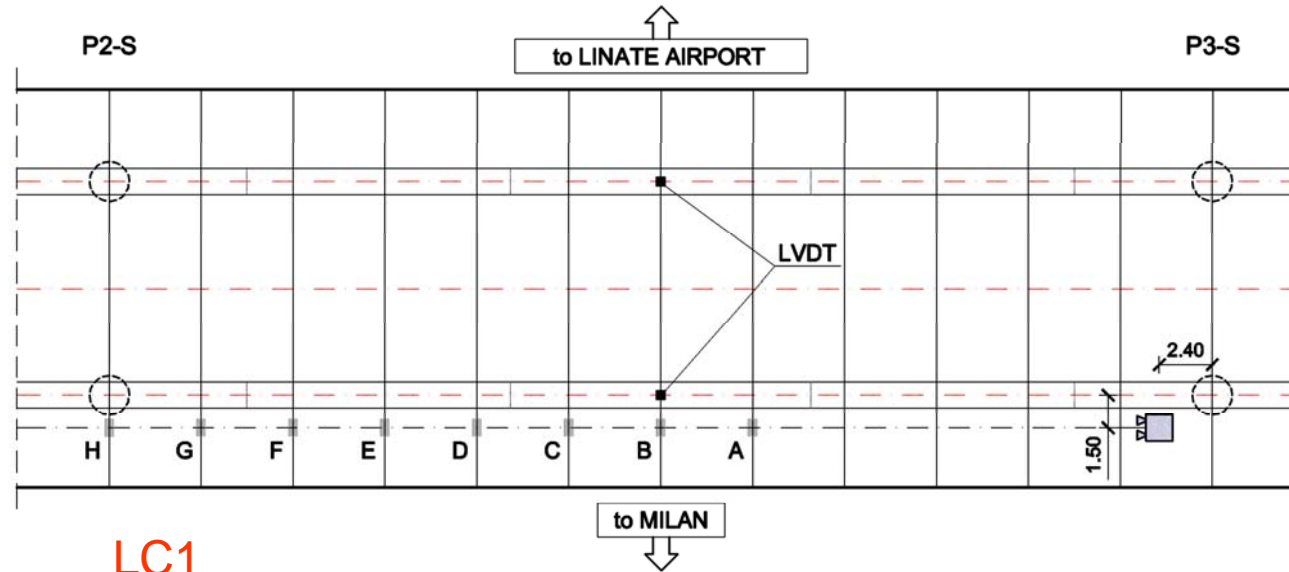 to LINATE AIRPORT
P2-S
P3-S
LVDT
2.40
1.50
H G F E D C B A
to MILAN
LC1